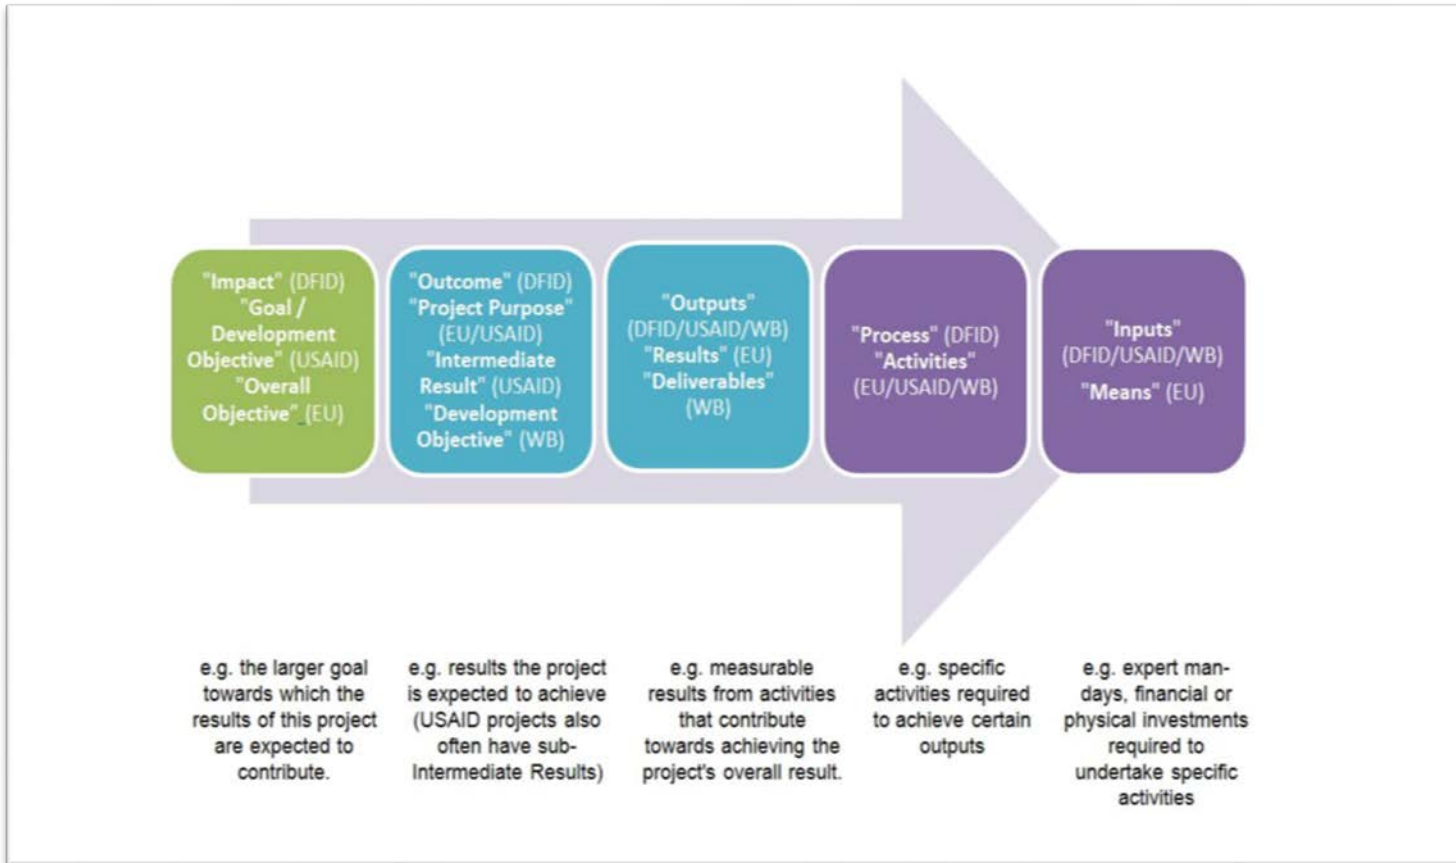 "Impact" (DFID)
"Goal /
Development
Objective" (USAID)
"Overall
Objective" (EU)
"Outcome" (DFID)
"Project Purpose"
(EU/USAID)
"Intermediate
Result" (USAID)
"Development
Objective" (WB)
"Outputs"
(DFID/USAID/WB)
"Results" (EU)
"Deliverables"
(WB)
"Process" (DFID)
"Activities"
(EU/USAID/WB)
"Inputs"
(DFID/USAID/WB)
"Means" (EU)
e.g. the larger goal
towards which the
results of this project
are expected to
contribute.
e.g. results the project
is expected to achieve
(USAID projects also
often have sub-
Intermediate Results)
e.g. measurable
results from activities
that contribute
towards achieving the
project's overall result.
e.g. specific
activities required
to achieve certain
outputs
e.g. expert man-
days, financial or
physical investments
required to
undertake specific
activities